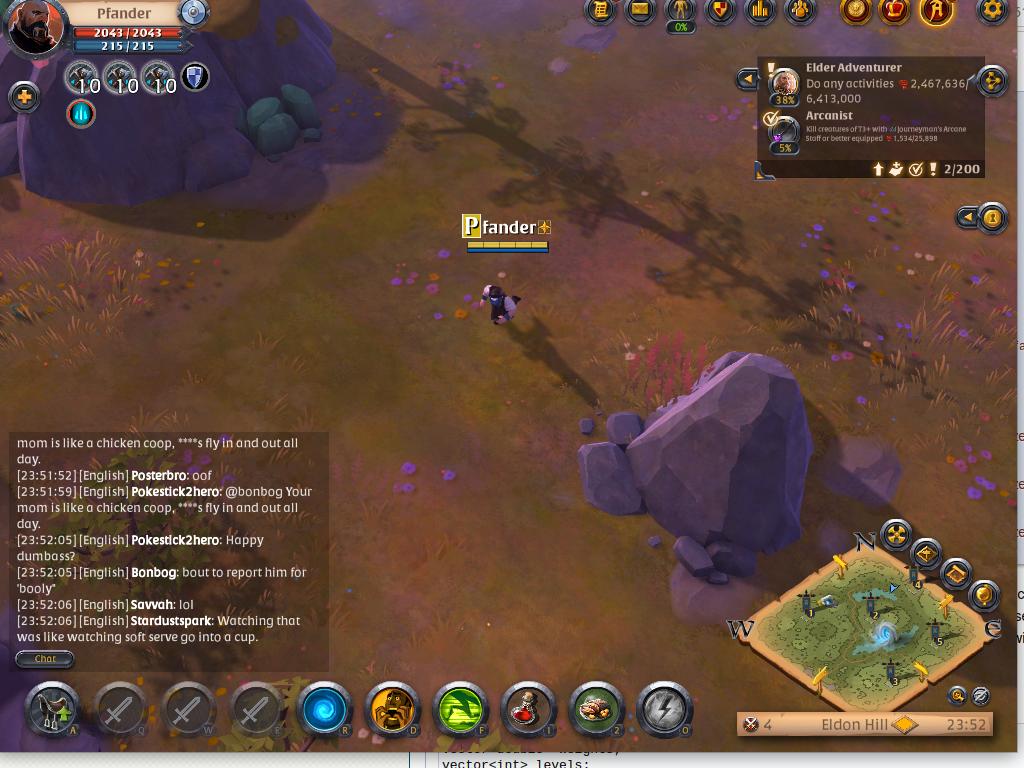 Pfander
2043 / 2043
215 / 215
10 10 10
0%
Elder Adventurer
Do any activities 2,467,636/
6,413,000
38%
Arcanist
Kill creatures of T3+ with Journeyman's Arcane
Staff or better equipped 1,534/25,898
5%
2/200
Pfander
mom is like a chicken coop, ****s fly in and out all
day.
[23:51:52] [English] Posterbro: oof
[23:51:59] [English] Pokestick2hero: @bonbog Your
mom is like a chicken coop, ****s fly in and out all
day.
[23:52:05] [English] Pokestick2hero: Happy
dumbass?
[23:52:05] [English] Bonbog: bout to report him for
'booly"
[23:52:06] [English] Savvah: lol
[23:52:06] [English] Stardustspark: Watching that
was like watching soft serve go into a cup.
Chat
N
W
E
1
2
3
4
5
A Q W E R D F 1 2 O
4 Eldon Hill 23:52
vector<int> levels;